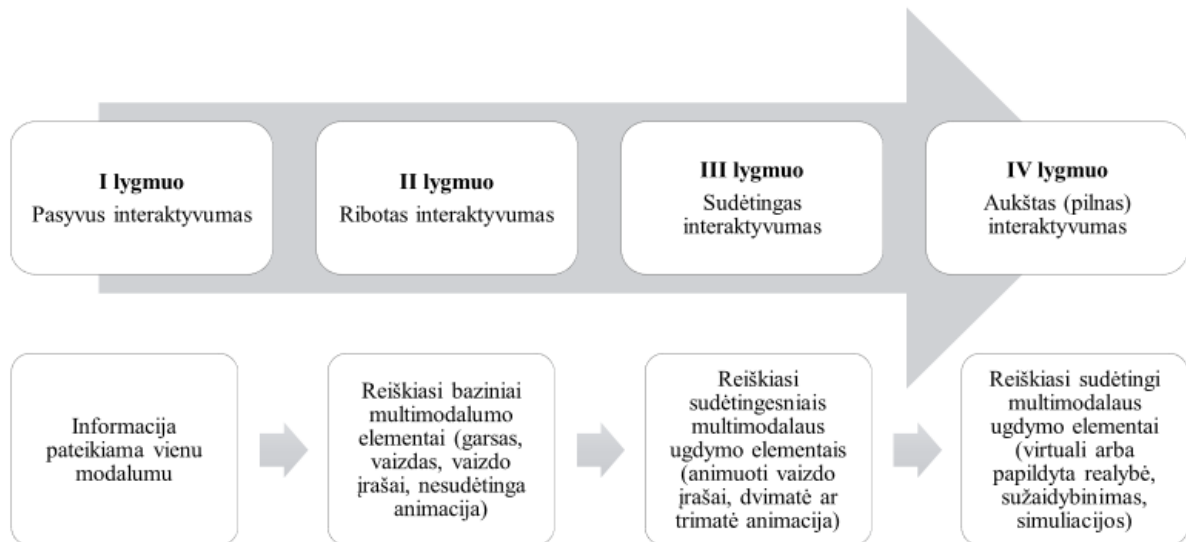 I lygmuo
Pasyvus interaktyvumas
II lygmuo
Ribotas interaktyvumas
III lygmuo
Sudėtingas
interaktyvumas
IV lygmuo
Aukštas (pilnas)
interaktyvumas
Informacija
pateikiama vienu
modalumu
Reiškiasi baziniai
multimodalumo
elementai (garsas,
vaizdas, vaizdo
įrašai, nesudėtinga
animacija)
Reiškiasi
sudėtingesniais
multimodalaus
ugdymo elementais
(animuoti vaizdo
įrašai, dvimatė ar
trimatė animacija)
Reiškiasi sudėtingi
multimodalaus
ugdymo elementai
(virtuali arba
papildyta realybė,
sužaidybinimas,
simuliacijos)